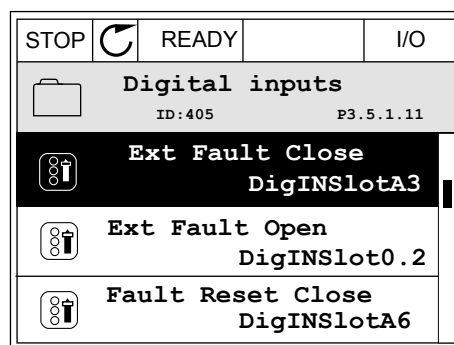 STOP READY I/O
Digital inputs
ID:405 P3.5.1.11
Ext Fault Close
DigINSlotA3
Ext Fault Open
DigINSlot0.2
Fault Reset Close
DigINSlotA6